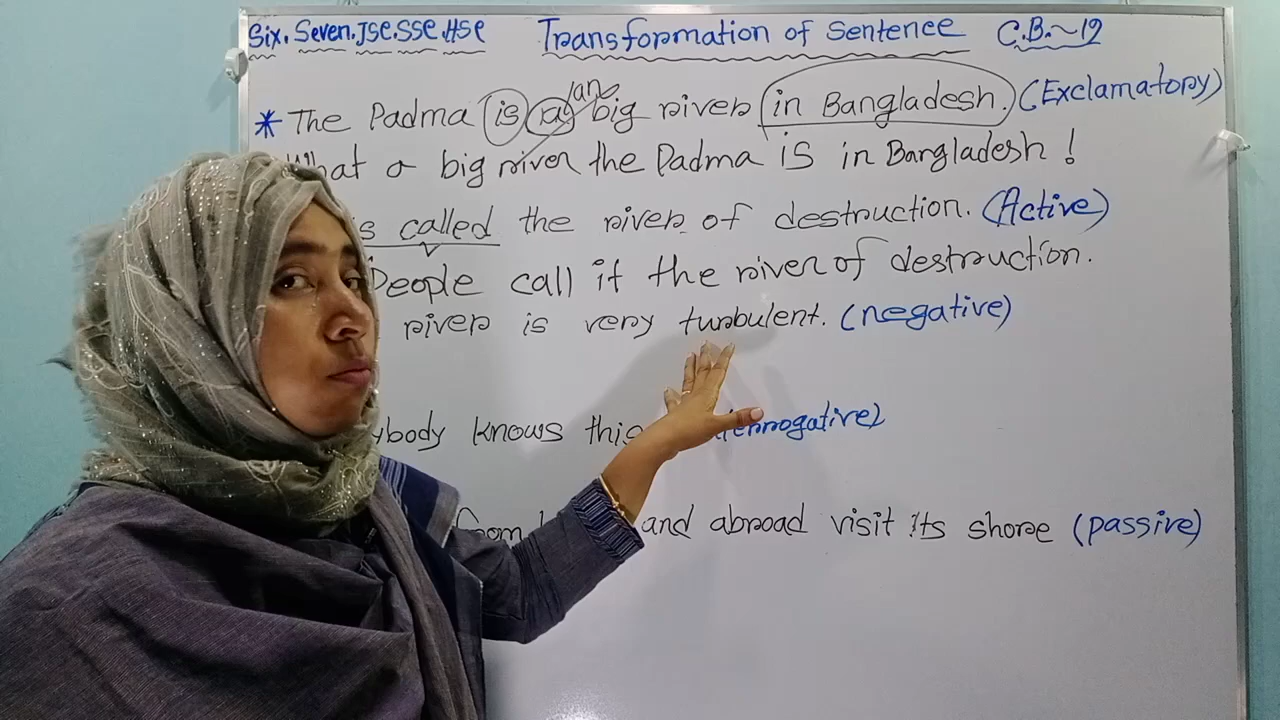 Six. Seven. JSC. SSC. HSC Transformation of Sentence C.B.~19
* The Padma is a/an big river in Bangladesh. (Exclamatory)
What a big river the Padma is in Bangladesh!
is called the river of destruction. (Active)
People call it the river of destruction.
river is very turbulent. (negative)
ybody knows this
and abroad visit its shore (passive)